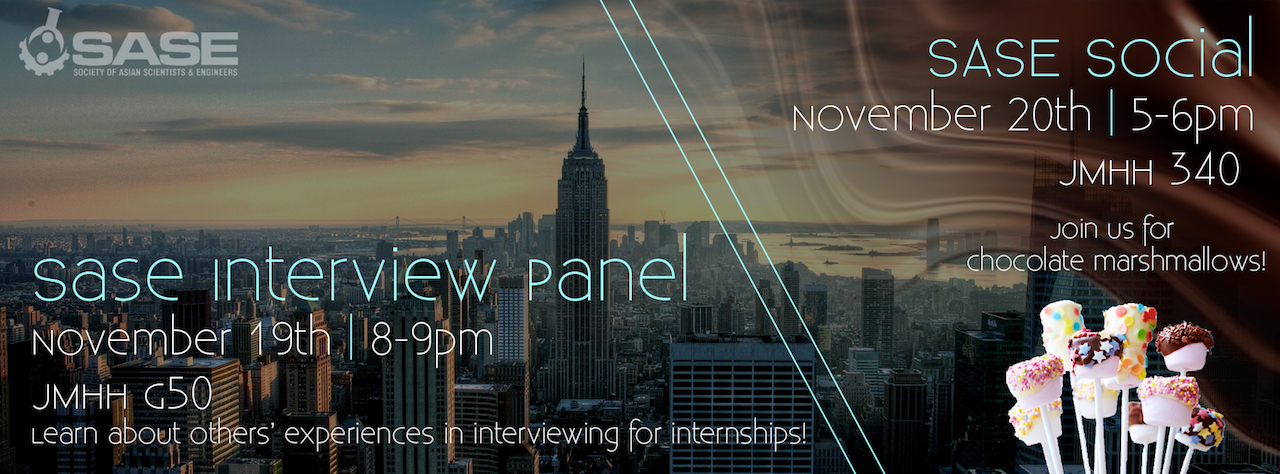 SASE
SOCIETY OF ASIAN SCIENTISTS & ENGINEERS
SASE Interview Panel
November 19th | 8-9pm
JMHH G50
Learn about others' experiences in interviewing for internships!
SASE Social
November 20th | 5-6pm
JMHH 340
Join us for
chocolate marshmallows!